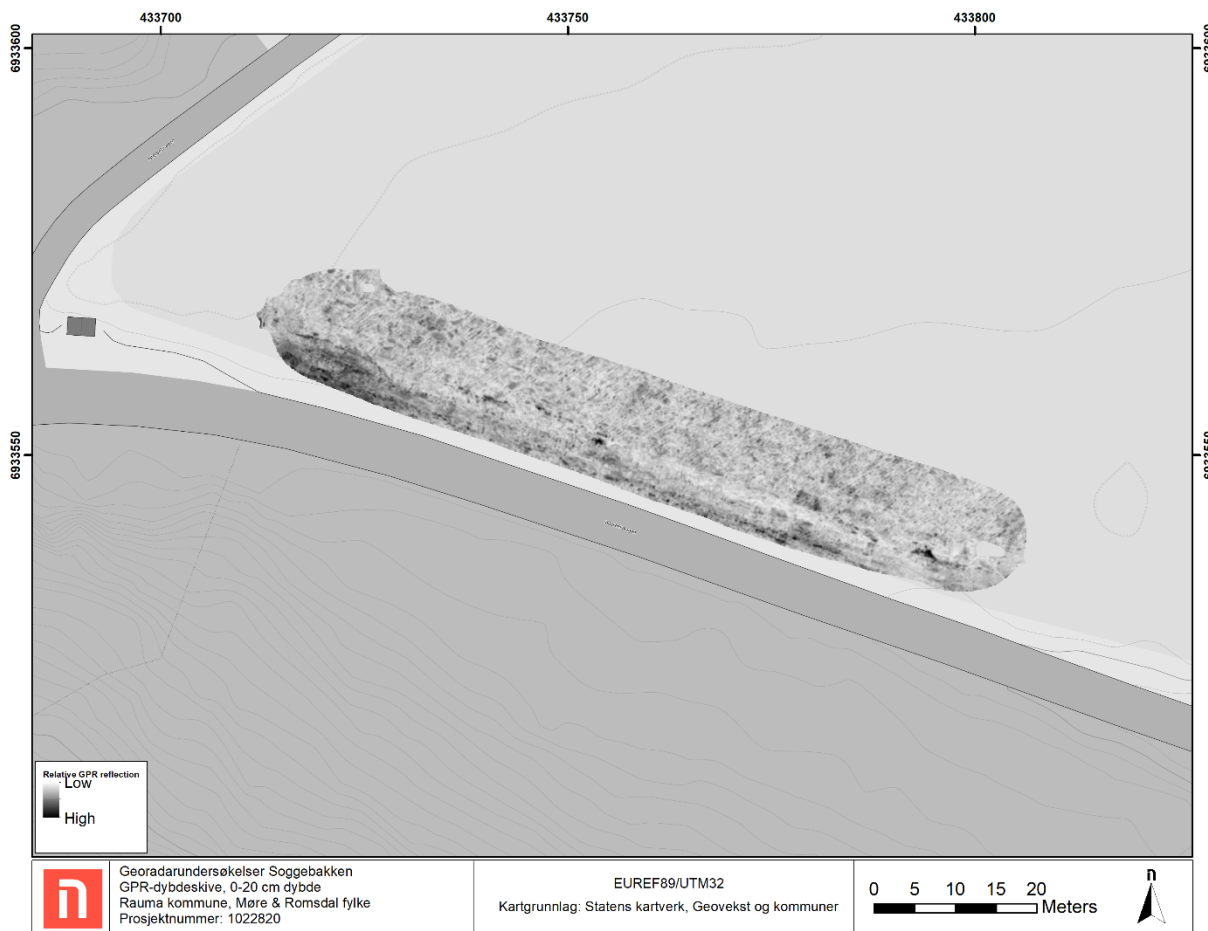 433700
433750
433800
6933600
6933600
6933550
6933550
Relative GPR reflection
Low
High
Georadarundersøkelser Soggebakken
GPR-dybdeskive, 0-20 cm dybde
Rauma kommune, Møre & Romsdal fylke
Prosjektnummer: 1022820
EUREF89/UTM32
Kartgrunnlag: Statens kartverk, Geovekst og kommuner
0 5 10 15 20
Meters
n